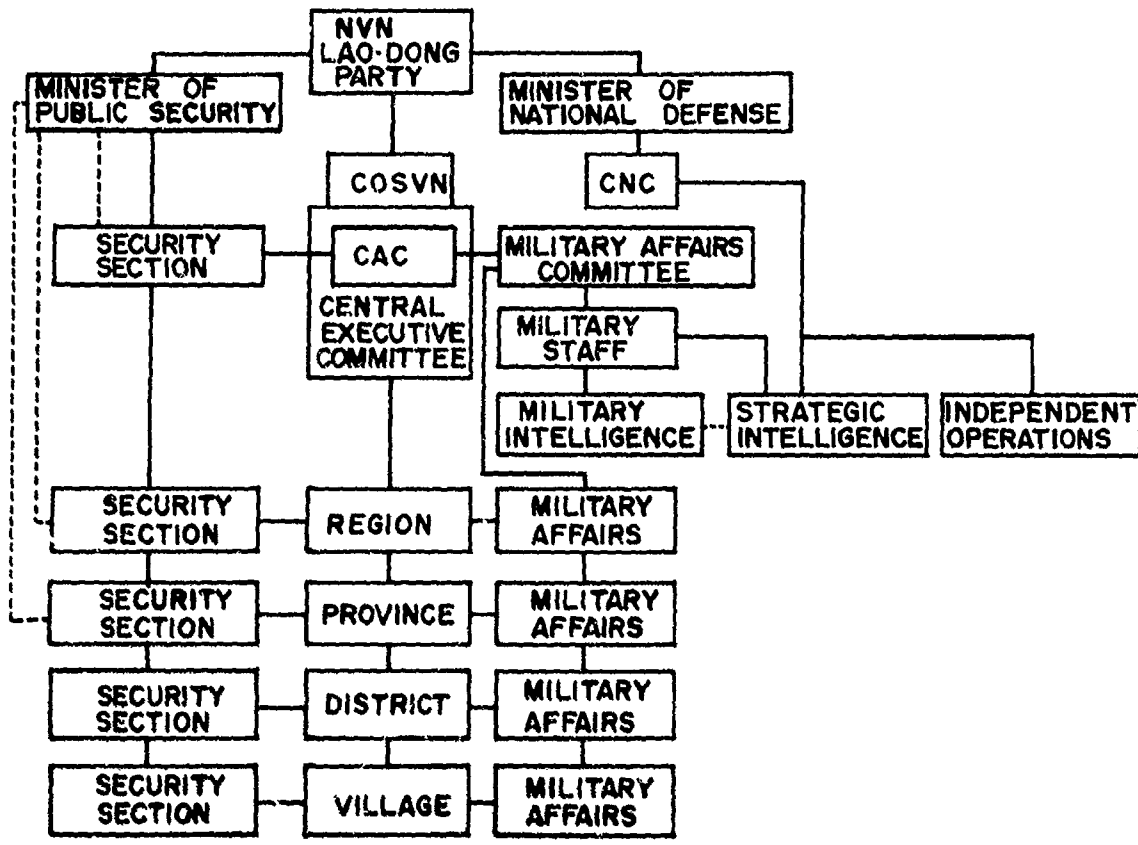 NVN
LAO-DONG
PARTY
MINISTER OF
PUBLIC SECURITY
MINISTER OF
NATIONAL DEFENSE
COSVN
CNC
SECURITY
SECTION
CAC
MILITARY AFFAIRS
COMMITTEE
CENTRAL
EXECUTIVE
COMMITTEE
MILITARY
STAFF
MILITARY
INTELLIGENCE
STRATEGIC
INTELLIGENCE
INDEPENDENT
OPERATIONS
SECURITY
SECTION
REGION
MILITARY
AFFAIRS
SECURITY
SECTION
PROVINCE
MILITARY
AFFAIRS
SECURITY
SECTION
DISTRICT
MILITARY
AFFAIRS
SECURITY
SECTION
VILLAGE
MILITARY
AFFAIRS